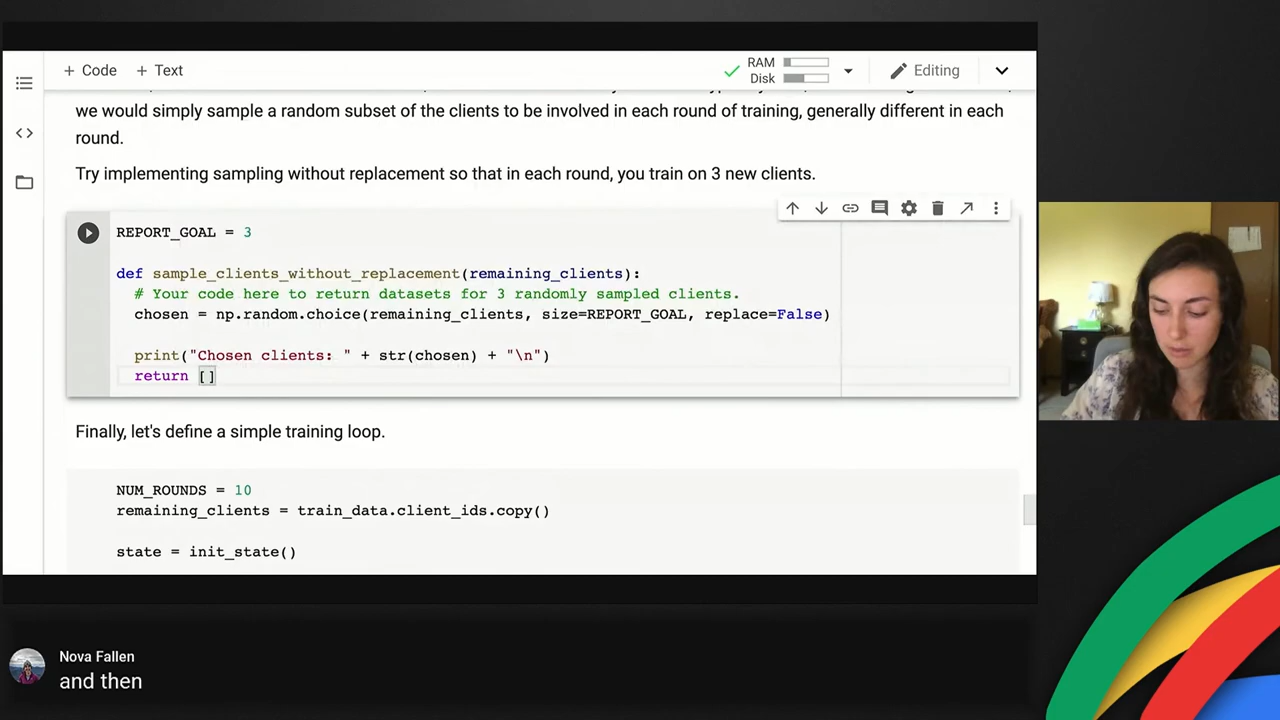 + Code + Text
RAM
Disk
Editing
we would simply sample a random subset of the clients to be involved in each round of training, generally different in each
round.
Try implementing sampling without replacement so that in each round, you train on 3 new clients.
REPORT_GOAL = 3
def sample_clients_without_replacement(remaining_clients):
# Your code here to return datasets for 3 randomly sampled clients.
chosen = np.random.choice(remaining_clients, size=REPORT_GOAL, replace=False)
print("Chosen clients: " + str(chosen) + "\n")
return []
Finally, let's define a simple training loop.
NUM_ROUNDS = 10
remaining_clients = train_data.client_ids.copy()
state = init_state()
Nova Fallen
and then